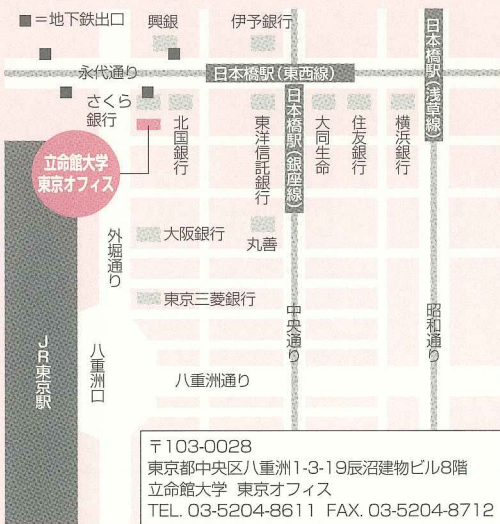 ■=地下鉄出口
興銀
伊予銀行
永代通り
日本橋駅(東西線)
日本橋駅(浅草線)
さくら
銀行
北国銀行
東洋信託銀行
日本橋駅(銀座線)
大同生命
住友銀行
横浜銀行
立命館大学
東京オフィス
外堀通り
大阪銀行
丸善
東京三菱銀行
中央通り
昭和通り
JR東京駅
八重洲口
八重洲通り
〒103-0028
東京都中央区八重洲1-3-19辰沼建物ビル8階
立命館大学 東京オフィス
TEL. 03-5204-8611 FAX. 03-5204-8712